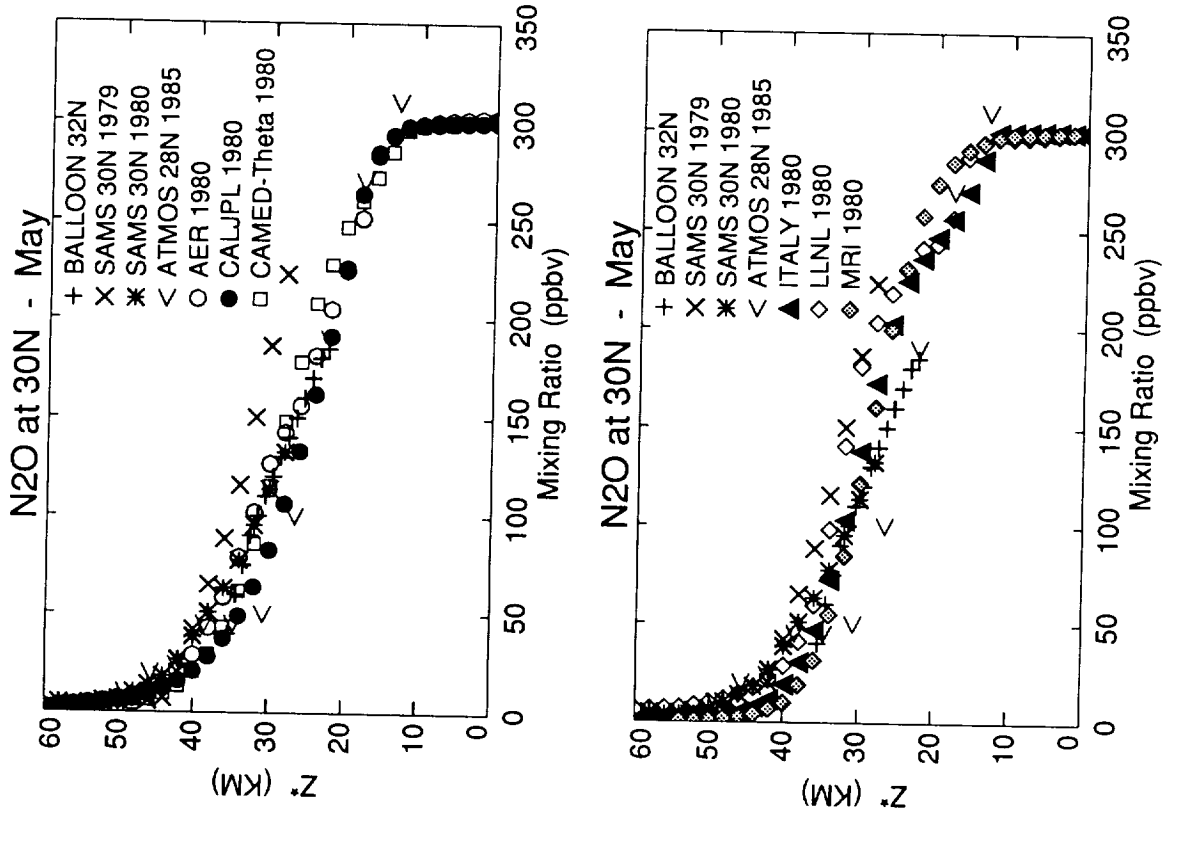 N2O at 30N - May
+ BALLOON 32N
× SAMS 30N 1979
∗ SAMS 30N 1980
< ATMOS 28N 1985
○ AER 1980
● CALJPL 1980
□ CAMED-Theta 1980
Z* (KM)
60
50
40
30
20
10
0
0
50
100
150
200
250
300
350
Mixing Ratio (ppbv)
N2O at 30N - May
+ BALLOON 32N
× SAMS 30N 1979
∗ SAMS 30N 1980
< ATMOS 28N 1985
▲ ITALY 1980
◇ LLNL 1980
◈ MRI 1980
Z* (KM)
60
50
40
30
20
10
0
0
50
100
150
200
250
300
350
Mixing Ratio (ppbv)